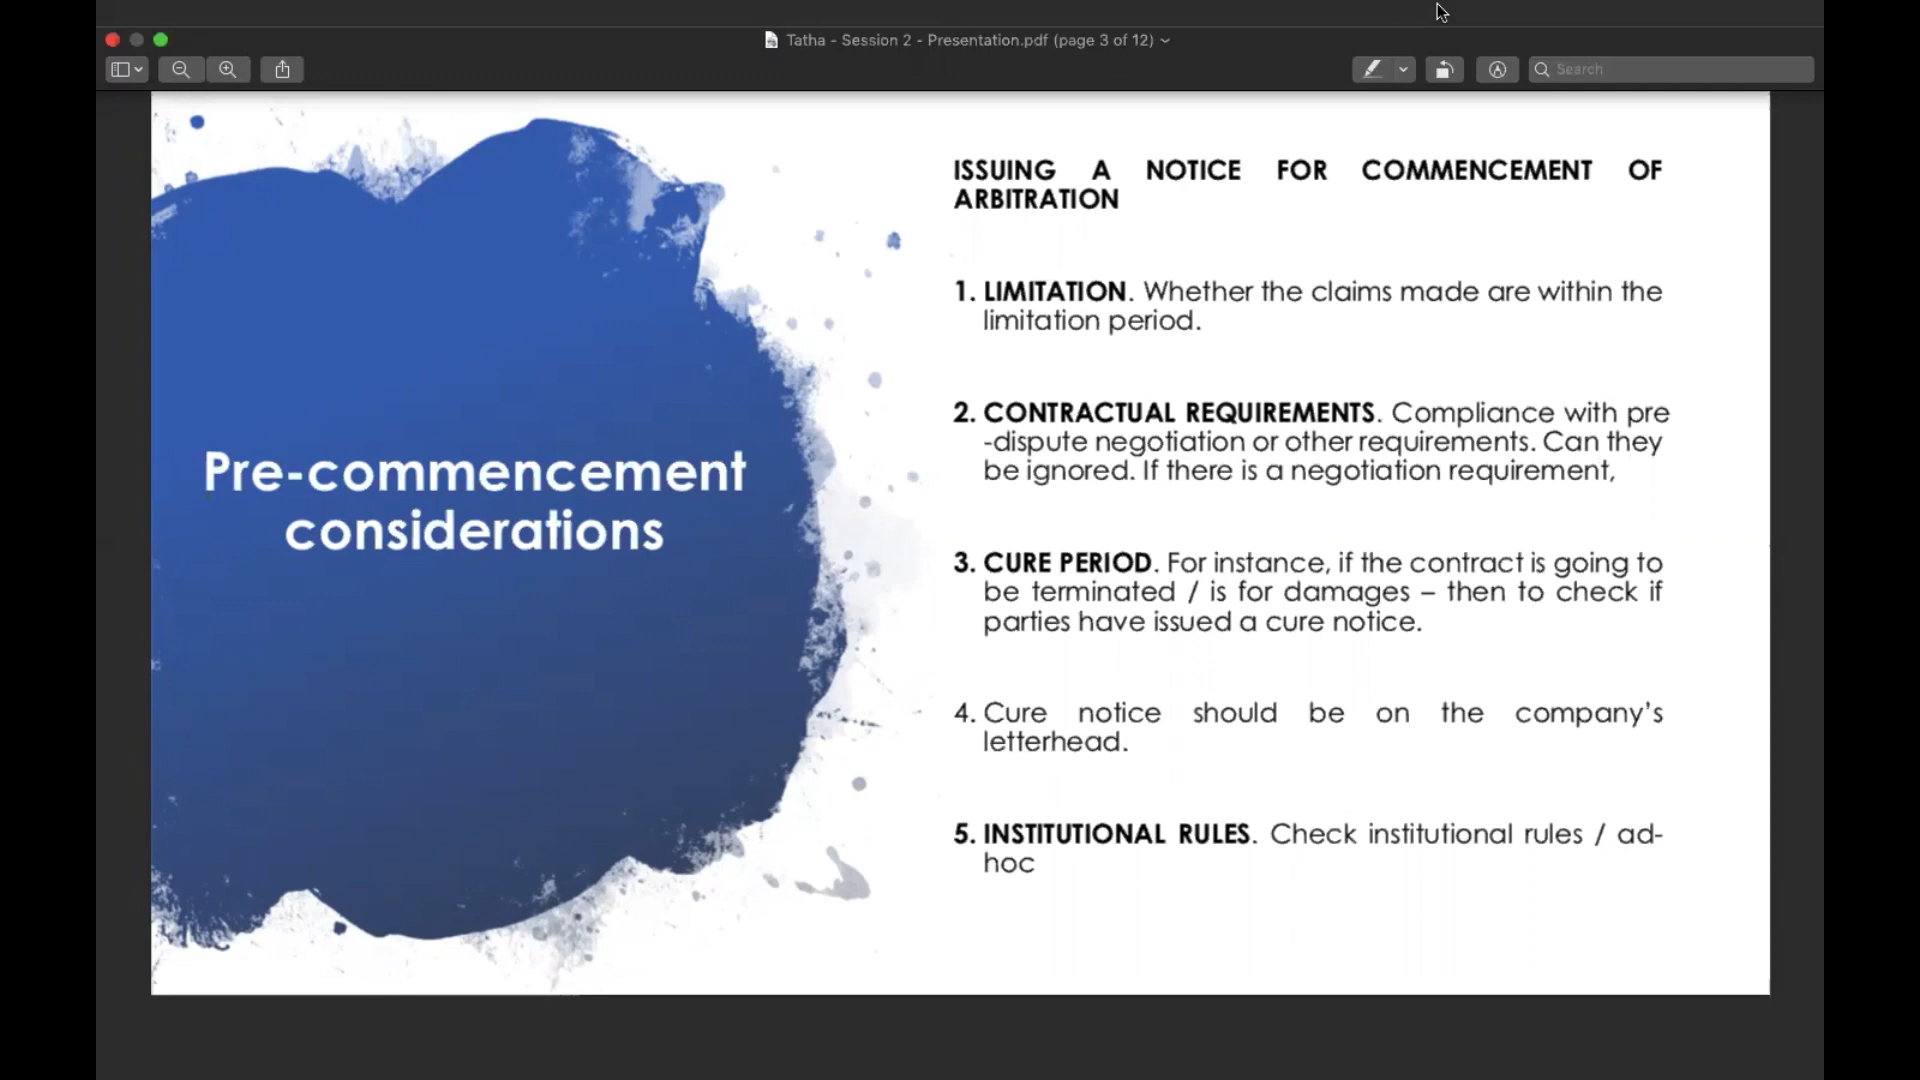 Tatha - Session 2 - Presentation.pdf (page 3 of 12)
Search
Pre-commencement
considerations
ISSUING A NOTICE FOR COMMENCEMENT OF
ARBITRATION
1. LIMITATION. Whether the claims made are within the
limitation period.
2. CONTRACTUAL REQUIREMENTS. Compliance with pre
-dispute negotiation or other requirements. Can they
be ignored. If there is a negotiation requirement,
3. CURE PERIOD. For instance, if the contract is going to
be terminated / is for damages – then to check if
parties have issued a cure notice.
4. Cure notice should be on the company’s
letterhead.
5. INSTITUTIONAL RULES. Check institutional rules / ad-
hoc